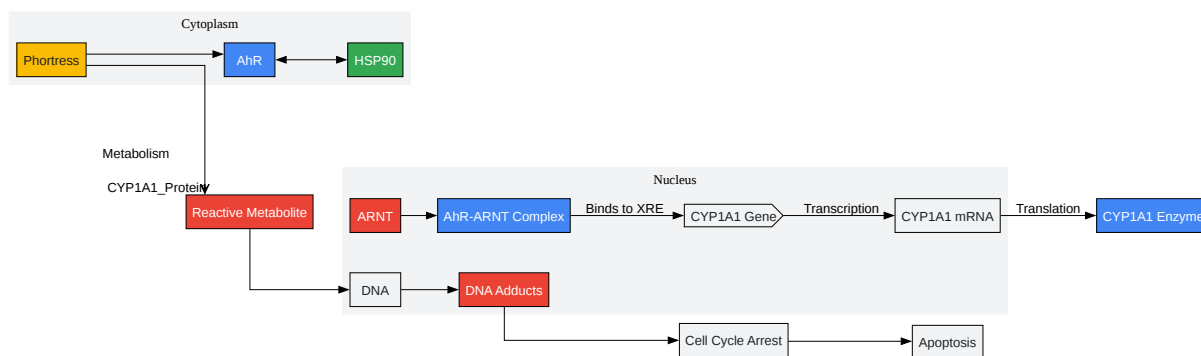 Cytoplasm
Phortress
AhR
HSP90
Metabolism
CYP1A1_Protein
Reactive Metabolite
Nucleus
ARNT
AhR-ARNT Complex
Binds to XRE
CYP1A1 Gene
Transcription
CYP1A1 mRNA
Translation
CYP1A1 Enzyme
DNA
DNA Adducts
Cell Cycle Arrest
Apoptosis